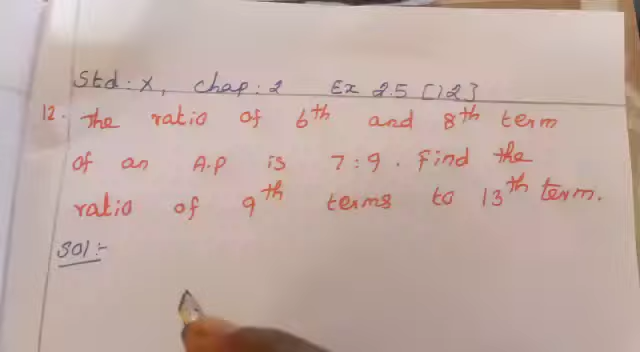 Std : X, Chap : 2 Ex 2.5 [12]
12. The ratio of 6th and 8th term
of an A.P is 7:9. Find the
ratio of 9th terms to 13th term.
Sol :-